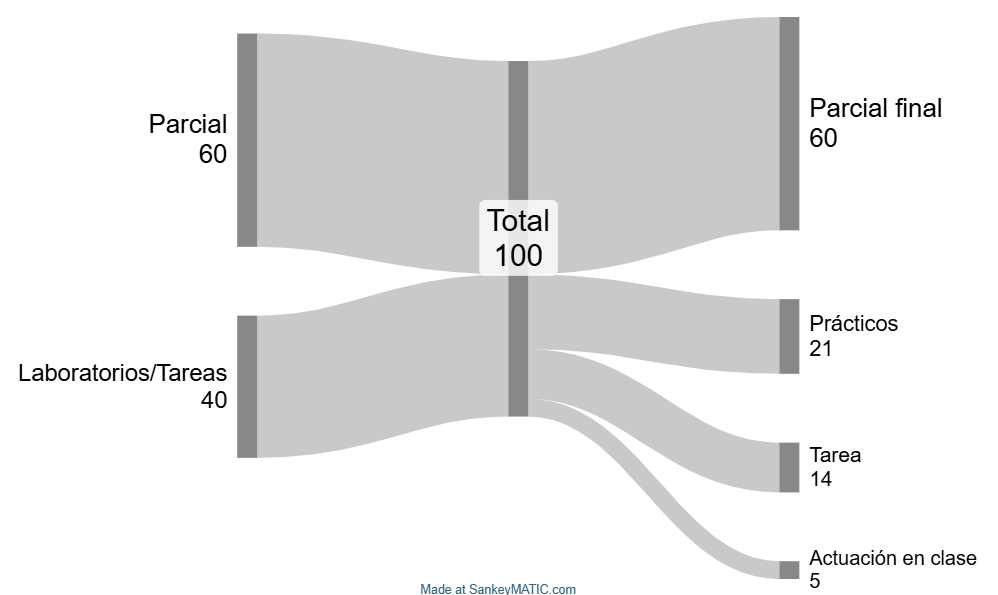 Parcial
60
Laboratorios/Tareas
40
Total
100
Parcial final
60
Prácticos
21
Tarea
14
Actuación en clase
5
Made at SankeyMATIC.com